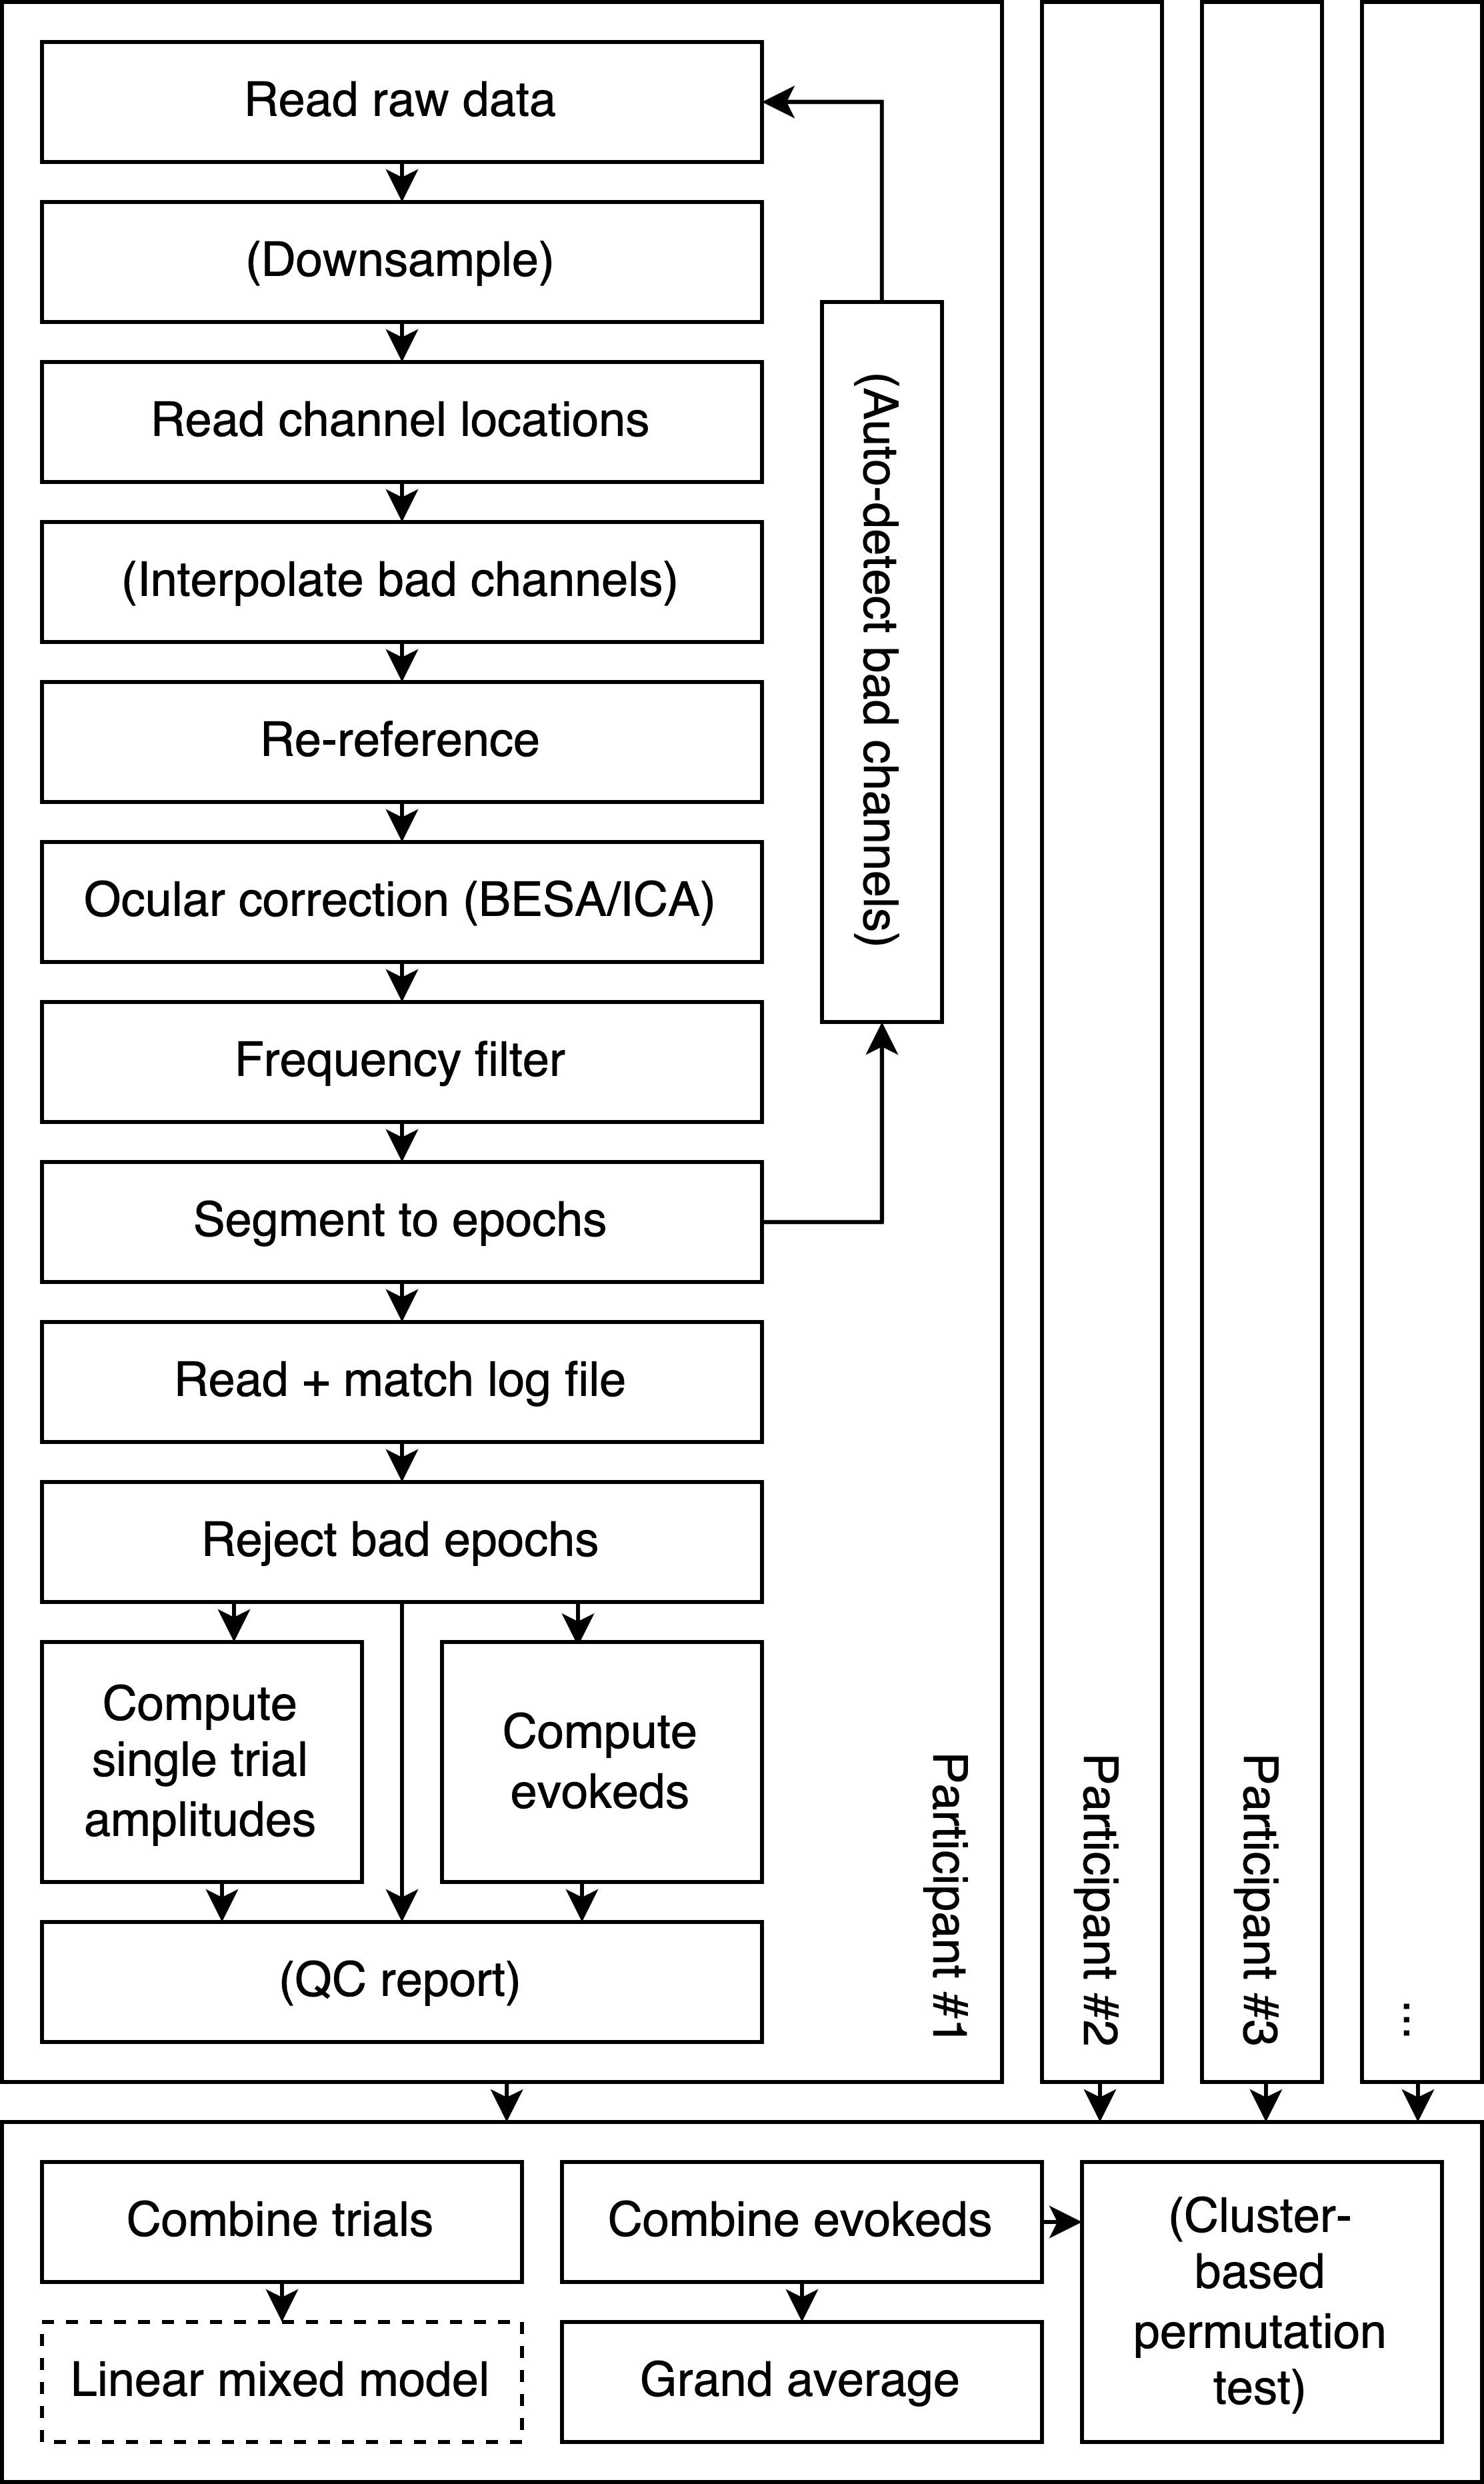 Read raw data
(Downsample)
Read channel locations
(Interpolate bad channels)
Re-reference
Ocular correction (BESA/ICA)
Frequency filter
Segment to epochs
(Auto-detect bad channels)
Read + match log file
Reject bad epochs
Compute
single trial
amplitudes
Compute
evokeds
(QC report)
Participant #1
Participant #2
Participant #3
...
Combine trials
Linear mixed model
Combine evokeds
Grand average
(Cluster-
based
permutation
test)